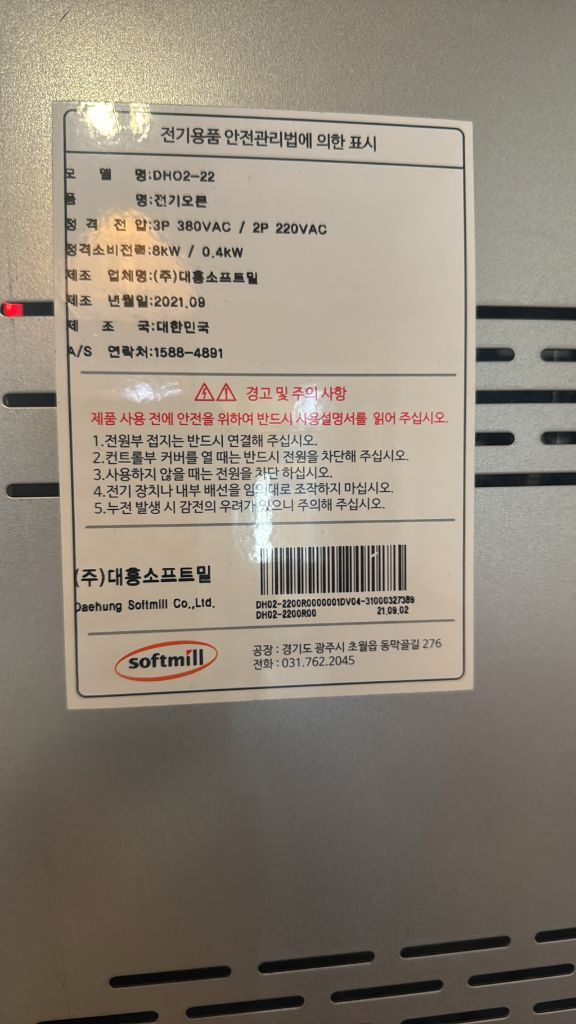 전기용품 안전관리법에 의한 표시
모 델 명:DHO2-22
품 명:전기오븐
정 격 전 압:3P 380VAC / 2P 220VAC
정격소비전력:8kW / 0.4kW
제조 업체명:(주)대흥소프트밀
제조 년월일:2021.09
제 조 국:대한민국
A/S 연락처:1588-4891
경고 및 주의 사항
제품 사용 전에 안전을 위하여 반드시 사용설명서를 읽어 주십시오.
1.전원부 접지는 반드시 연결해 주십시오.
2.컨트롤부 커버를 열 때는 반드시 전원을 차단해 주십시오.
3.사용하지 않을 때는 전원을 차단 하십시오.
4.전기 장치나 내부 배선을 임의대로 조작하지 마십시오.
5.누전 발생 시 감전의 우려가 있으니 주의해 주십시오.
(주)대흥소프트밀
Daehung Softmill Co.,Ltd.
DH02-2200R0000001DV04-31000327389
DH02-2200R00 21.09.02
softmill
공장 : 경기도 광주시 초월읍 동막골길 276
전화 : 031.762.2045